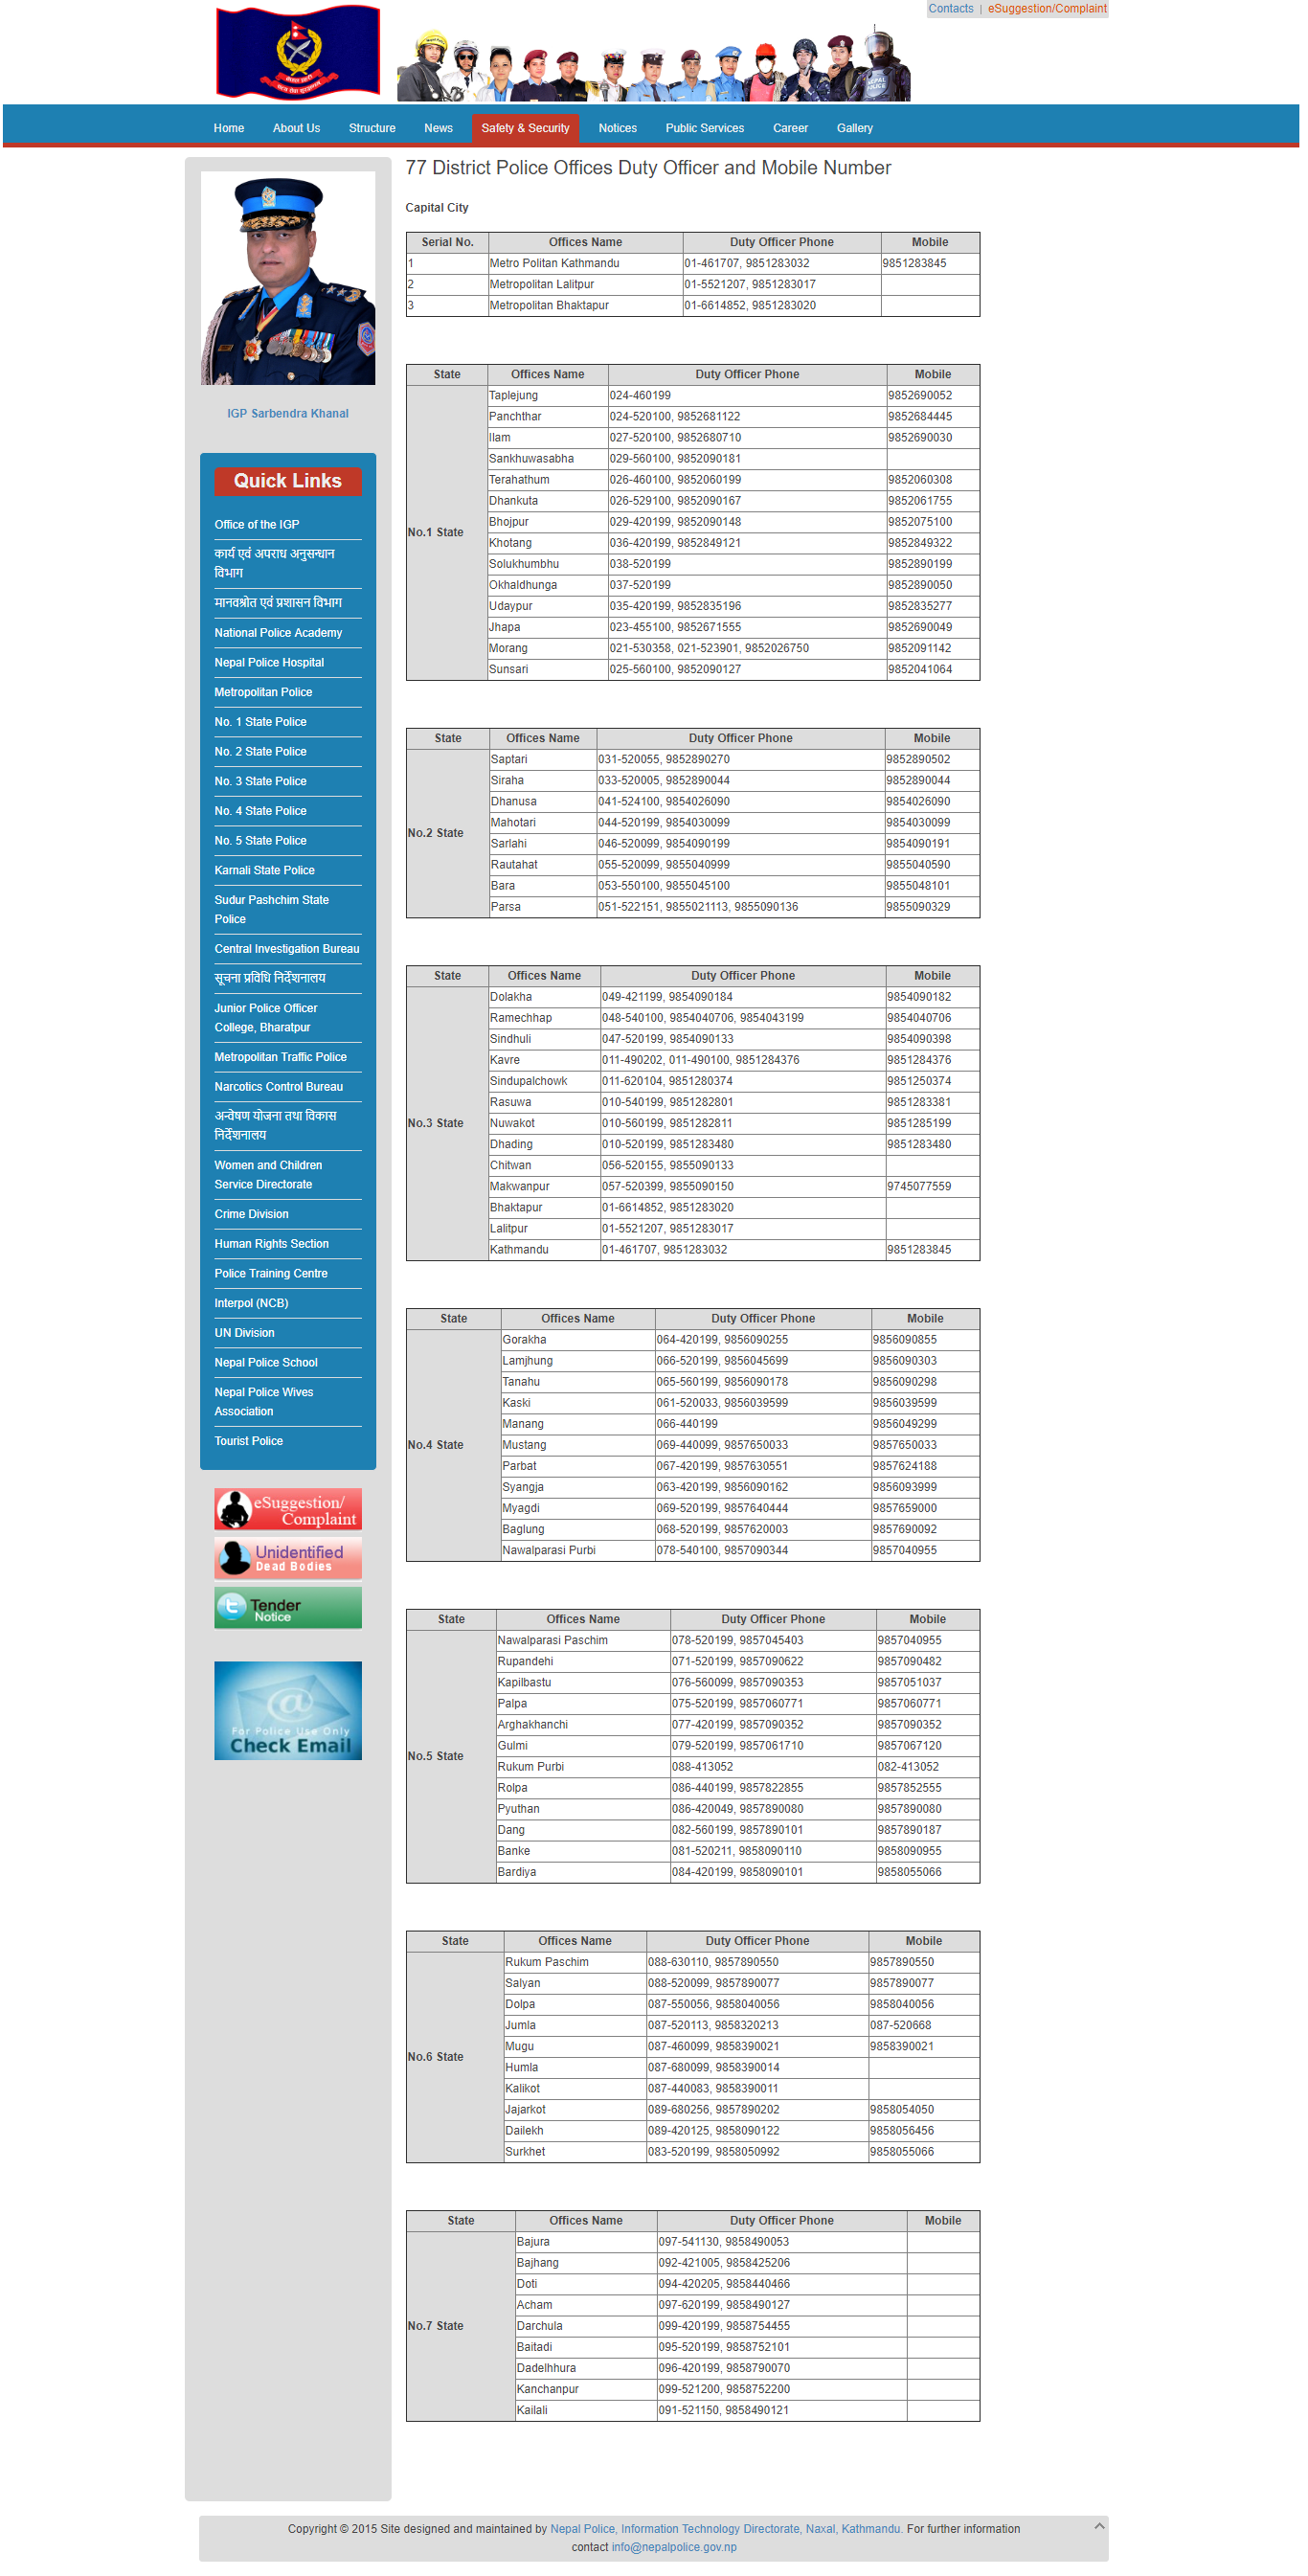 Contacts | eSuggestion/Complaint
Home About Us Structure News Safety & Security Notices Public Services Career Gallery
IGP Sarbendra Khanal
Quick Links
Office of the IGP
कार्य एवं अपराध अनुसन्धान
विभाग
मानवश्रोत एवं प्रशासन विभाग
National Police Academy
Nepal Police Hospital
Metropolitan Police
No. 1 State Police
No. 2 State Police
No. 3 State Police
No. 4 State Police
No. 5 State Police
Karnali State Police
Sudur Pashchim State
Police
Central Investigation Bureau
सूचना प्रविधि निर्देशनालय
Junior Police Officer
College, Bharatpur
Metropolitan Traffic Police
Narcotics Control Bureau
अन्वेषण योजना तथा विकास
निर्देशनालय
Women and Children
Service Directorate
Crime Division
Human Rights Section
Police Training Centre
Interpol (NCB)
UN Division
Nepal Police School
Nepal Police Wives
Association
Tourist Police
eSuggestion/
Complaint
Unidentified
Dead Bodies
Tender
Notice
For Police Use Only
Check Email
77 District Police Offices Duty Officer and Mobile Number
Capital City
Serial No. Offices Name Duty Officer Phone Mobile
1 Metro Politan Kathmandu 01-461707, 9851283032 9851283845
2 Metropolitan Lalitpur 01-5521207, 9851283017
3 Metropolitan Bhaktapur 01-6614852, 9851283020
State Offices Name Duty Officer Phone Mobile
No.1 State
Taplejung 024-460199 9852690052
Panchthar 024-520100, 9852681122 9852684445
Ilam 027-520100, 9852680710 9852690030
Sankhuwasabha 029-560100, 9852090181
Terahathum 026-460100, 9852060199 9852060308
Dhankuta 026-529100, 9852090167 9852061755
Bhojpur 029-420199, 9852090148 9852075100
Khotang 036-420199, 9852849121 9852849322
Solukhumbhu 038-520199 9852890199
Okhaldhunga 037-520199 9852890050
Udaypur 035-420199, 9852835196 9852835277
Jhapa 023-455100, 9852671555 9852690049
Morang 021-530358, 021-523901, 9852026750 9852091142
Sunsari 025-560100, 9852090127 9852041064
State Offices Name Duty Officer Phone Mobile
No.2 State
Saptari 031-520055, 9852890270 9852890502
Siraha 033-520005, 9852890044 9852890044
Dhanusa 041-524100, 9854026090 9854026090
Mahotari 044-520199, 9854030099 9854030099
Sarlahi 046-520099, 9854090199 9854090191
Rautahat 055-520099, 9855040999 9855040590
Bara 053-550100, 9855045100 9855048101
Parsa 051-522151, 9855021113, 9855090136 9855090329
State Offices Name Duty Officer Phone Mobile
No.3 State
Dolakha 049-421199, 9854090184 9854090182
Ramechhap 048-540100, 9854040706, 9854043199 9854040706
Sindhuli 047-520199, 9854090133 9854090398
Kavre 011-490202, 011-490100, 9851284376 9851284376
Sindupalchowk 011-620104, 9851280374 9851250374
Rasuwa 010-540199, 9851282801 9851283381
Nuwakot 010-560199, 9851282811 9851285199
Dhading 010-520199, 9851283480 9851283480
Chitwan 056-520155, 9855090133
Makwanpur 057-520399, 9855090150 9745077559
Bhaktapur 01-6614852, 9851283020
Lalitpur 01-5521207, 9851283017
Kathmandu 01-461707, 9851283032 9851283845
State Offices Name Duty Officer Phone Mobile
No.4 State
Gorakha 064-420199, 9856090255 9856090855
Lamjhung 066-520199, 9856045699 9856090303
Tanahu 065-560199, 9856090178 9856090298
Kaski 061-520033, 9856039599 9856039599
Manang 066-440199 9856049299
Mustang 069-440099, 9857650033 9857650033
Parbat 067-420199, 9857630551 9857624188
Syangja 063-420199, 9856090162 9856093999
Myagdi 069-520199, 9857640444 9857659000
Baglung 068-520199, 9857620003 9857690092
Nawalparasi Purbi 078-540100, 9857090344 9857040955
State Offices Name Duty Officer Phone Mobile
No.5 State
Nawalparasi Paschim 078-520199, 9857045403 9857040955
Rupandehi 071-520199, 9857090622 9857090482
Kapilbastu 076-560099, 9857090353 9857051037
Palpa 075-520199, 9857060771 9857060771
Arghakhanchi 077-420199, 9857090352 9857090352
Gulmi 079-520199, 9857061710 9857067120
Rukum Purbi 088-413052 082-413052
Rolpa 086-440199, 9857822855 9857852555
Pyuthan 086-420049, 9857890080 9857890080
Dang 082-560199, 9857890101 9857890187
Banke 081-520211, 9858090110 9858090955
Bardiya 084-420199, 9858090101 9858055066
State Offices Name Duty Officer Phone Mobile
No.6 State
Rukum Paschim 088-630110, 9857890550 9857890550
Salyan 088-520099, 9857890077 9857890077
Dolpa 087-550056, 9858040056 9858040056
Jumla 087-520113, 9858320213 087-520668
Mugu 087-460099, 9858390021 9858390021
Humla 087-680099, 9858390014
Kalikot 087-440083, 9858390011
Jajarkot 089-680256, 9857890202 9858054050
Dailekh 089-420125, 9858090122 9858056456
Surkhet 083-520199, 9858050992 9858055066
State Offices Name Duty Officer Phone Mobile
No.7 State
Bajura 097-541130, 9858490053
Bajhang 092-421005, 9858425206
Doti 094-420205, 9858440466
Acham 097-620199, 9858490127
Darchula 099-420199, 9858754455
Baitadi 095-520199, 9858752101
Dadelhhura 096-420199, 9858790070
Kanchanpur 099-521200, 9858752200
Kailali 091-521150, 9858490121
Copyright © 2015 Site designed and maintained by Nepal Police, Information Technology Directorate, Naxal, Kathmandu. For further information
contact info@nepalpolice.gov.np